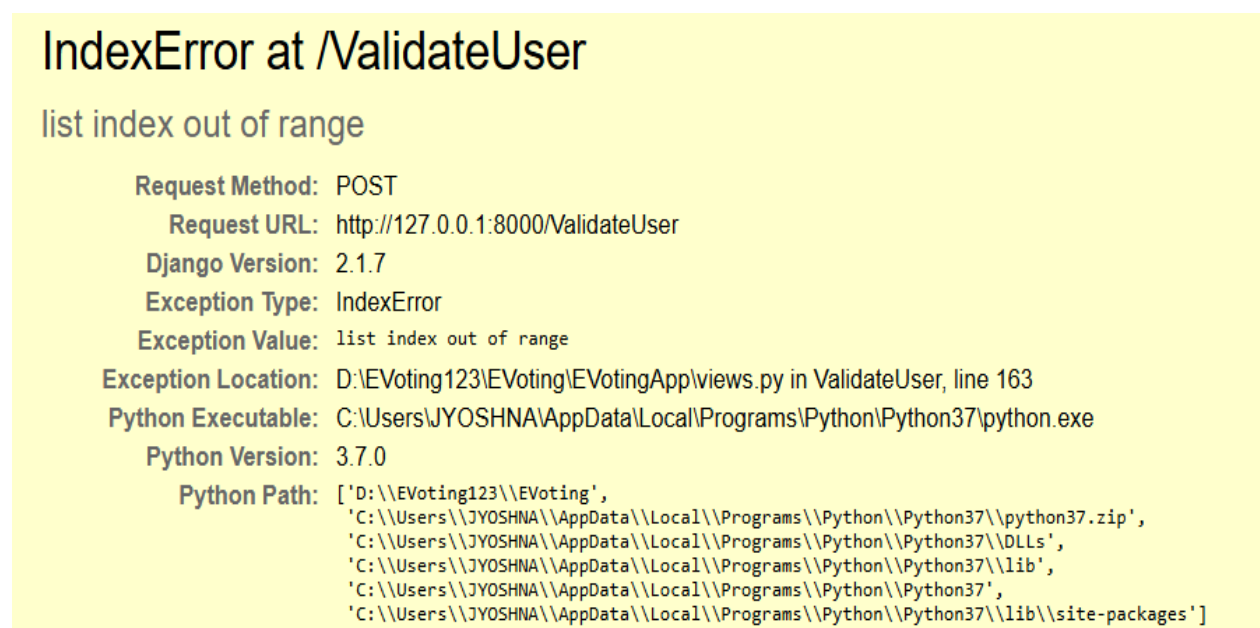 IndexError at /ValidateUser
list index out of range
Request Method: POST
Request URL: http://127.0.0.1:8000/ValidateUser
Django Version: 2.1.7
Exception Type: IndexError
Exception Value: list index out of range
Exception Location: D:\EVoting123\EVoting\EVotingApp\views.py in ValidateUser, line 163
Python Executable: C:\Users\JYOSHNA\AppData\Local\Programs\Python\Python37\python.exe
Python Version: 3.7.0
Python Path: ['D:\\EVoting123\\EVoting',
'C:\\Users\\JYOSHNA\\AppData\\Local\\Programs\\Python\\Python37\\python37.zip',
'C:\\Users\\JYOSHNA\\AppData\\Local\\Programs\\Python\\Python37\\DLLs',
'C:\\Users\\JYOSHNA\\AppData\\Local\\Programs\\Python\\Python37\\lib',
'C:\\Users\\JYOSHNA\\AppData\\Local\\Programs\\Python\\Python37',
'C:\\Users\\JYOSHNA\\AppData\\Local\\Programs\\Python\\Python37\\lib\\site-packages']